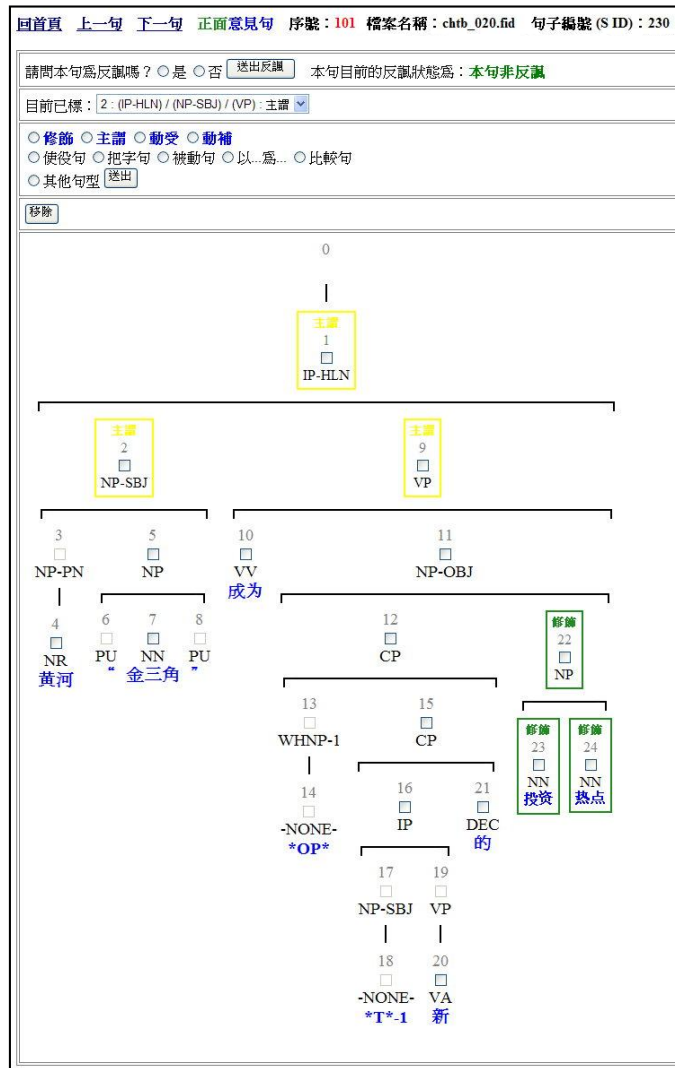 回首頁 上一句 下一句 正面意見句 序號：101 檔案名稱：chtb_020.fid 句子編號 (S ID)：230
請問本句為反諷嗎？ 是 否 送出反諷 本句目前的反諷狀態為：本句非反諷
目前已標： 2 : (IP-HLN) / (NP-SBJ) / (VP) : 主謂
修飾 主謂 動受 動補
使役句 把字句 被動句 以...為... 比較句
其他句型 送出
移除
0
主謂
1
IP-HLN
主謂 主謂
2 9
NP-SBJ VP
3 5 10 11
NP-PN NP VV NP-OBJ
成为
4 6 7 8 12 修飾
NR PU NN PU CP 22
黄河 “ 金三角 ” NP
13 15 修飾 修飾
WHNP-1 CP 23 24
NN NN
投资 热点
14 16 21
-NONE- IP DEC
*OP* 的
17 19
NP-SBJ VP
18 20
-NONE- VA
*T*-1 新